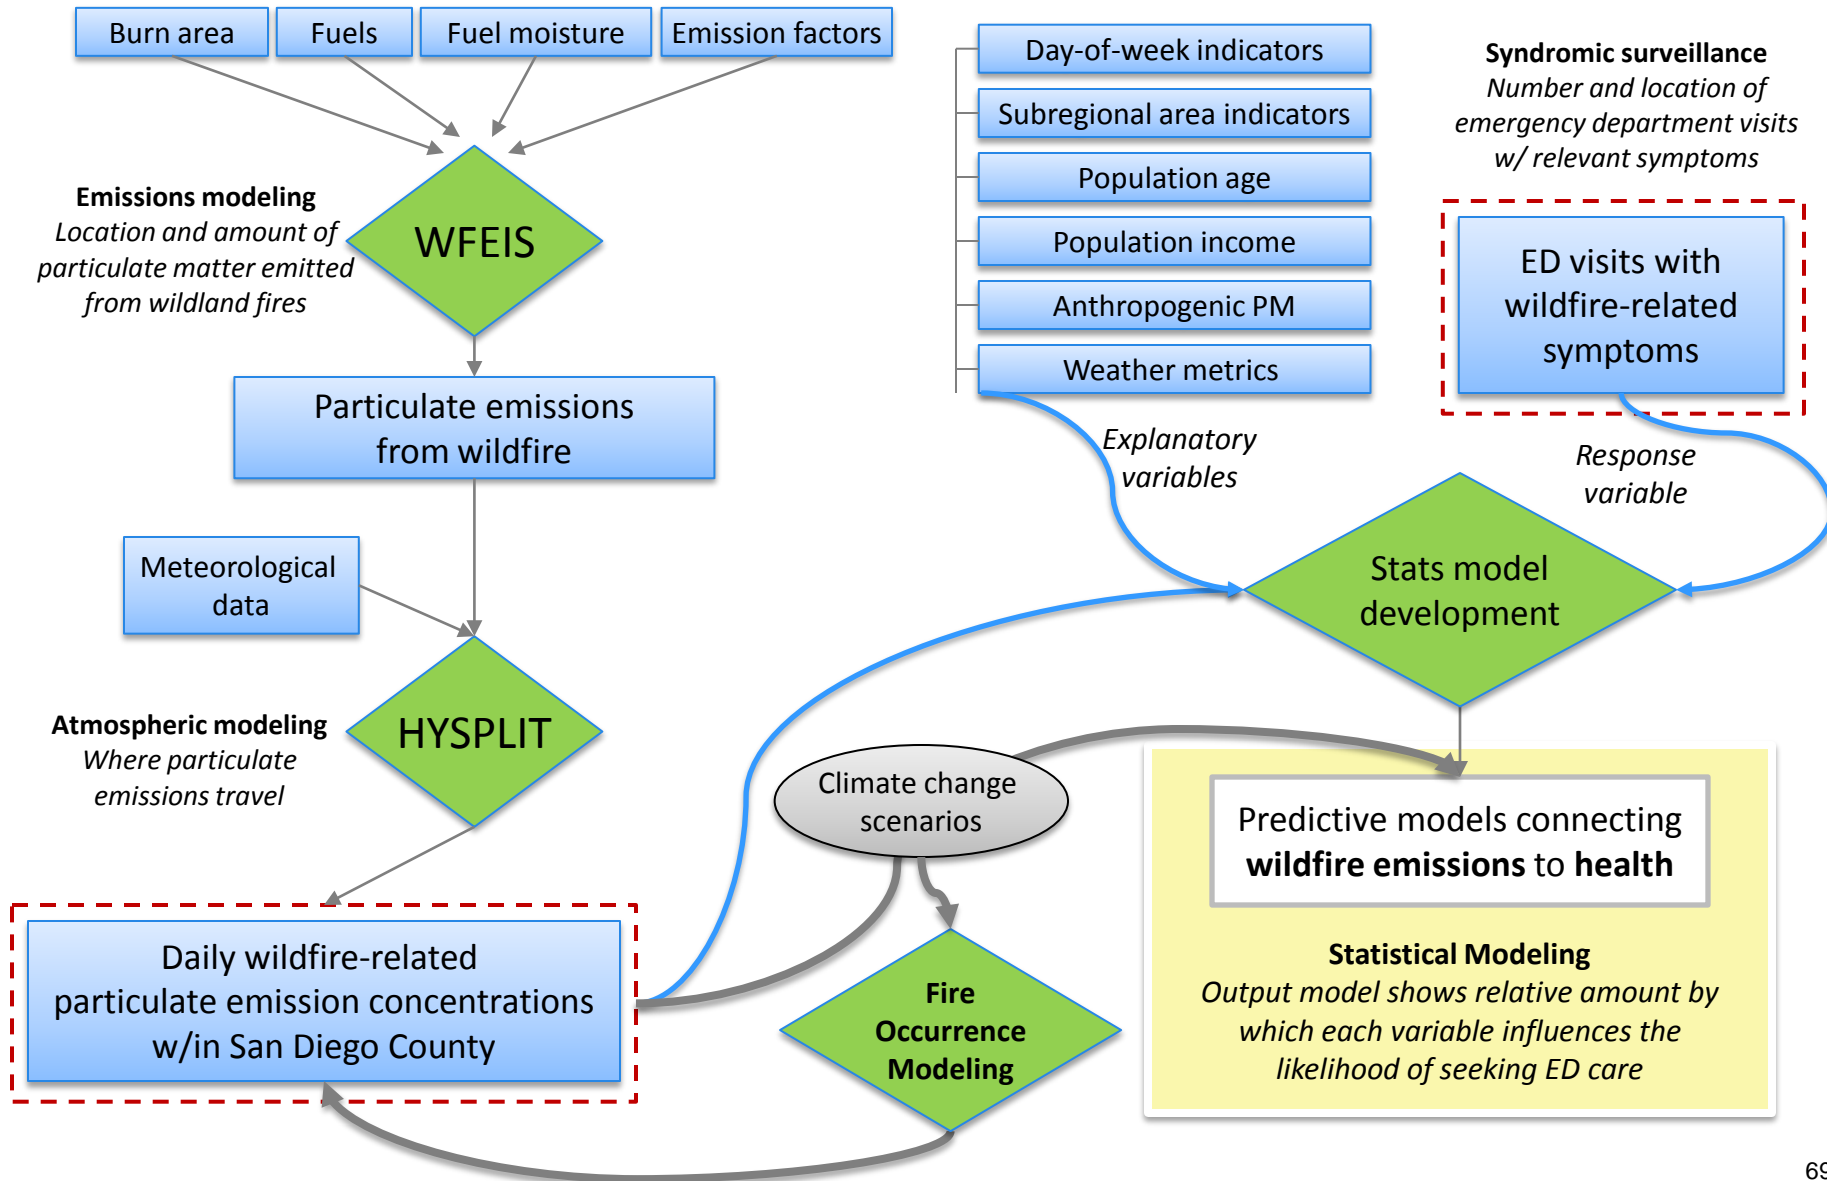 Burn area
Fuels
Fuel moisture
Emission factors
Emissions modeling
Location and amount of
particulate matter emitted
from wildland fires
WFEIS
Particulate emissions
from wildfire
Meteorological
data
Atmospheric modeling
Where particulate
emissions travel
HYSPLIT
Daily wildfire-related
particulate emission concentrations
w/in San Diego County
Day-of-week indicators
Subregional area indicators
Population age
Population income
Anthropogenic PM
Weather metrics
Explanatory
variables
Syndromic surveillance
Number and location of
emergency department visits
w/ relevant symptoms
ED visits with
wildfire-related
symptoms
Response
variable
Stats model
development
Climate change
scenarios
Fire
Occurrence
Modeling
Predictive models connecting
wildfire emissions to health
Statistical Modeling
Output model shows relative amount by
which each variable influences the
likelihood of seeking ED care
69